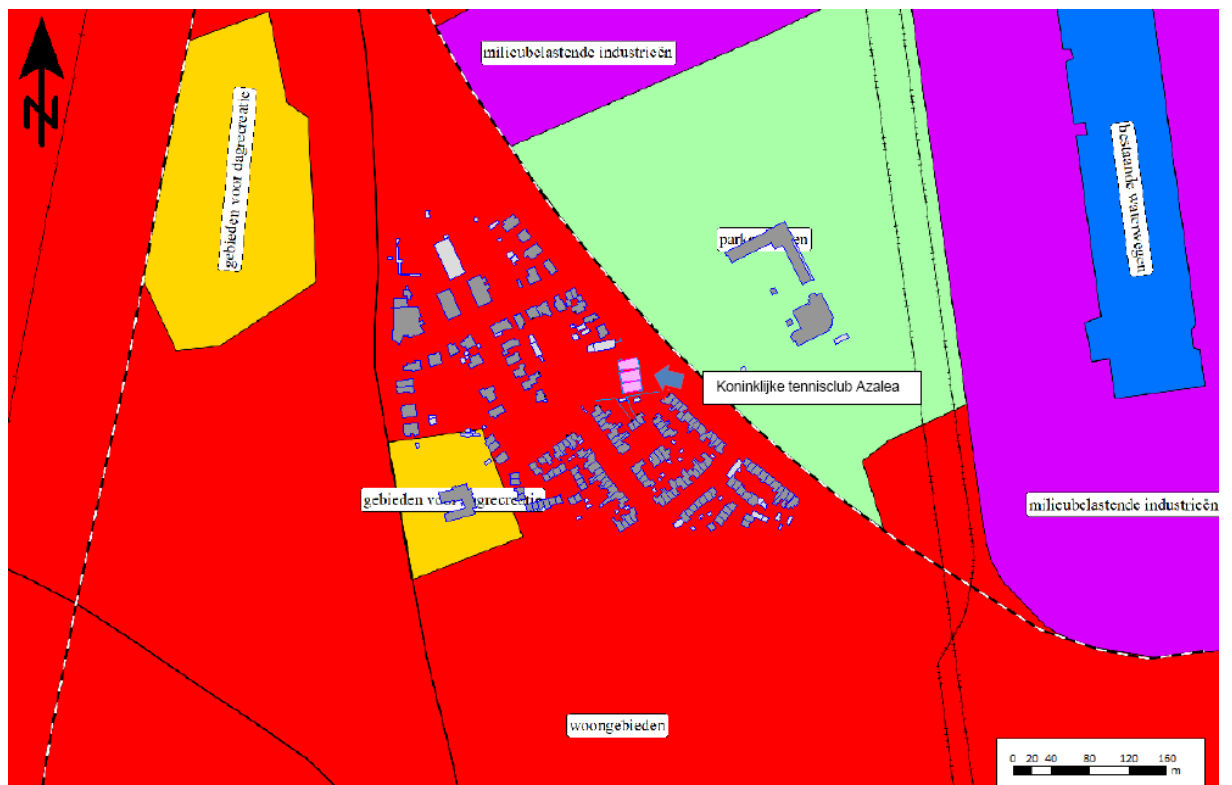 N
milieubelastende industrieën
gebieden voor dagrecreatie
bestaande waterwegen
Koninklijke tennisclub Azalea
gebieden
milieubelastende industrieën
woongebieden
0 20 40 80 120 160
m